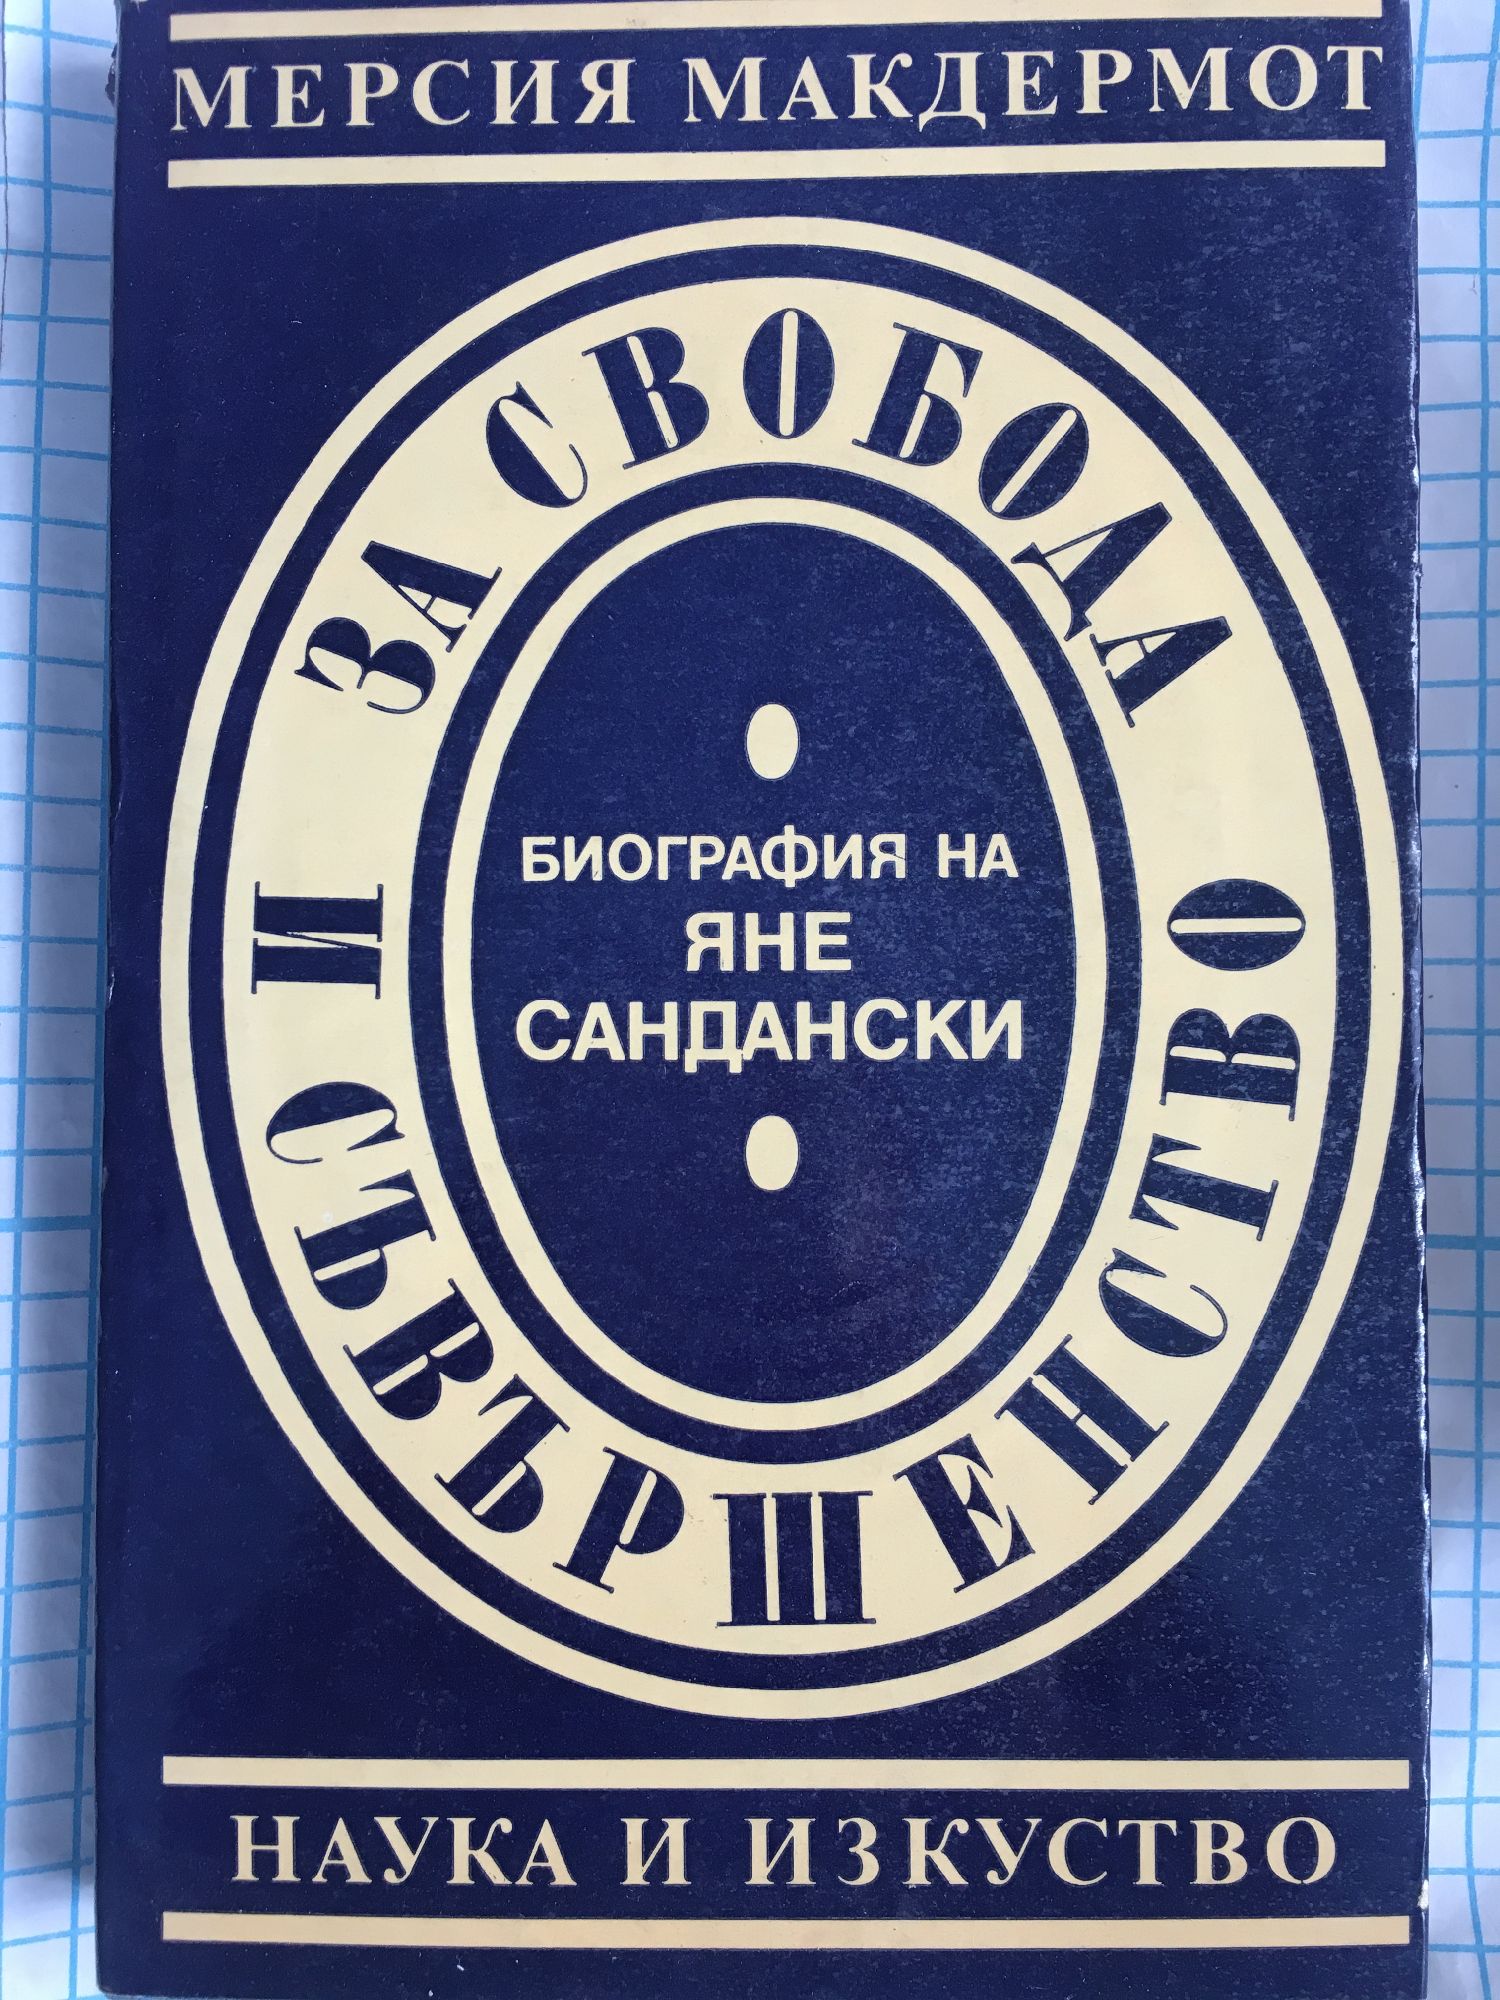 МЕРСИЯ МАКДЕРМОТ
ЗА СВОБОДА
И СЪВЪРШЕНСТВО
БИОГРАФИЯ НА
ЯНЕ
САНДАНСКИ
НАУКА И ИЗКУСТВО